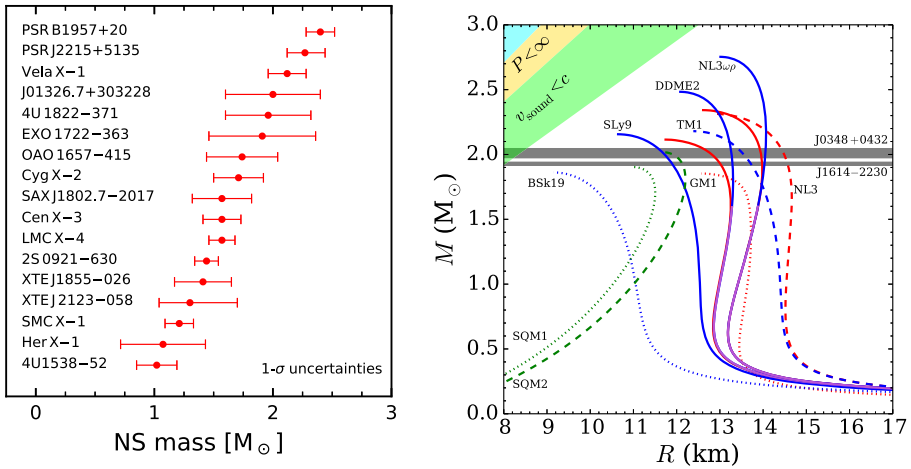 PSR B1957+20
PSR J2215+5135
Vela X−1
J01326.7+303228
4U 1822−371
EXO 1722−363
OAO 1657−415
Cyg X−2
SAX J1802.7−2017
Cen X−3
LMC X−4
2S 0921−630
XTE J1855−026
XTE J2123−058
SMC X−1
Her X−1
4U1538−52
1-σ uncertainties
0 1 2 3
NS mass [M⊙]
3.0
2.5
2.0
1.5
1.0
0.5
0.0
M (M⊙)
P<∞
v_sound<c
NL3ωρ
DDME2
SLy9
TM1
J0348+0432
J1614−2230
BSk19
GM1
NL3
SQM1
SQM2
8 9 10 11 12 13 14 15 16 17
R (km)